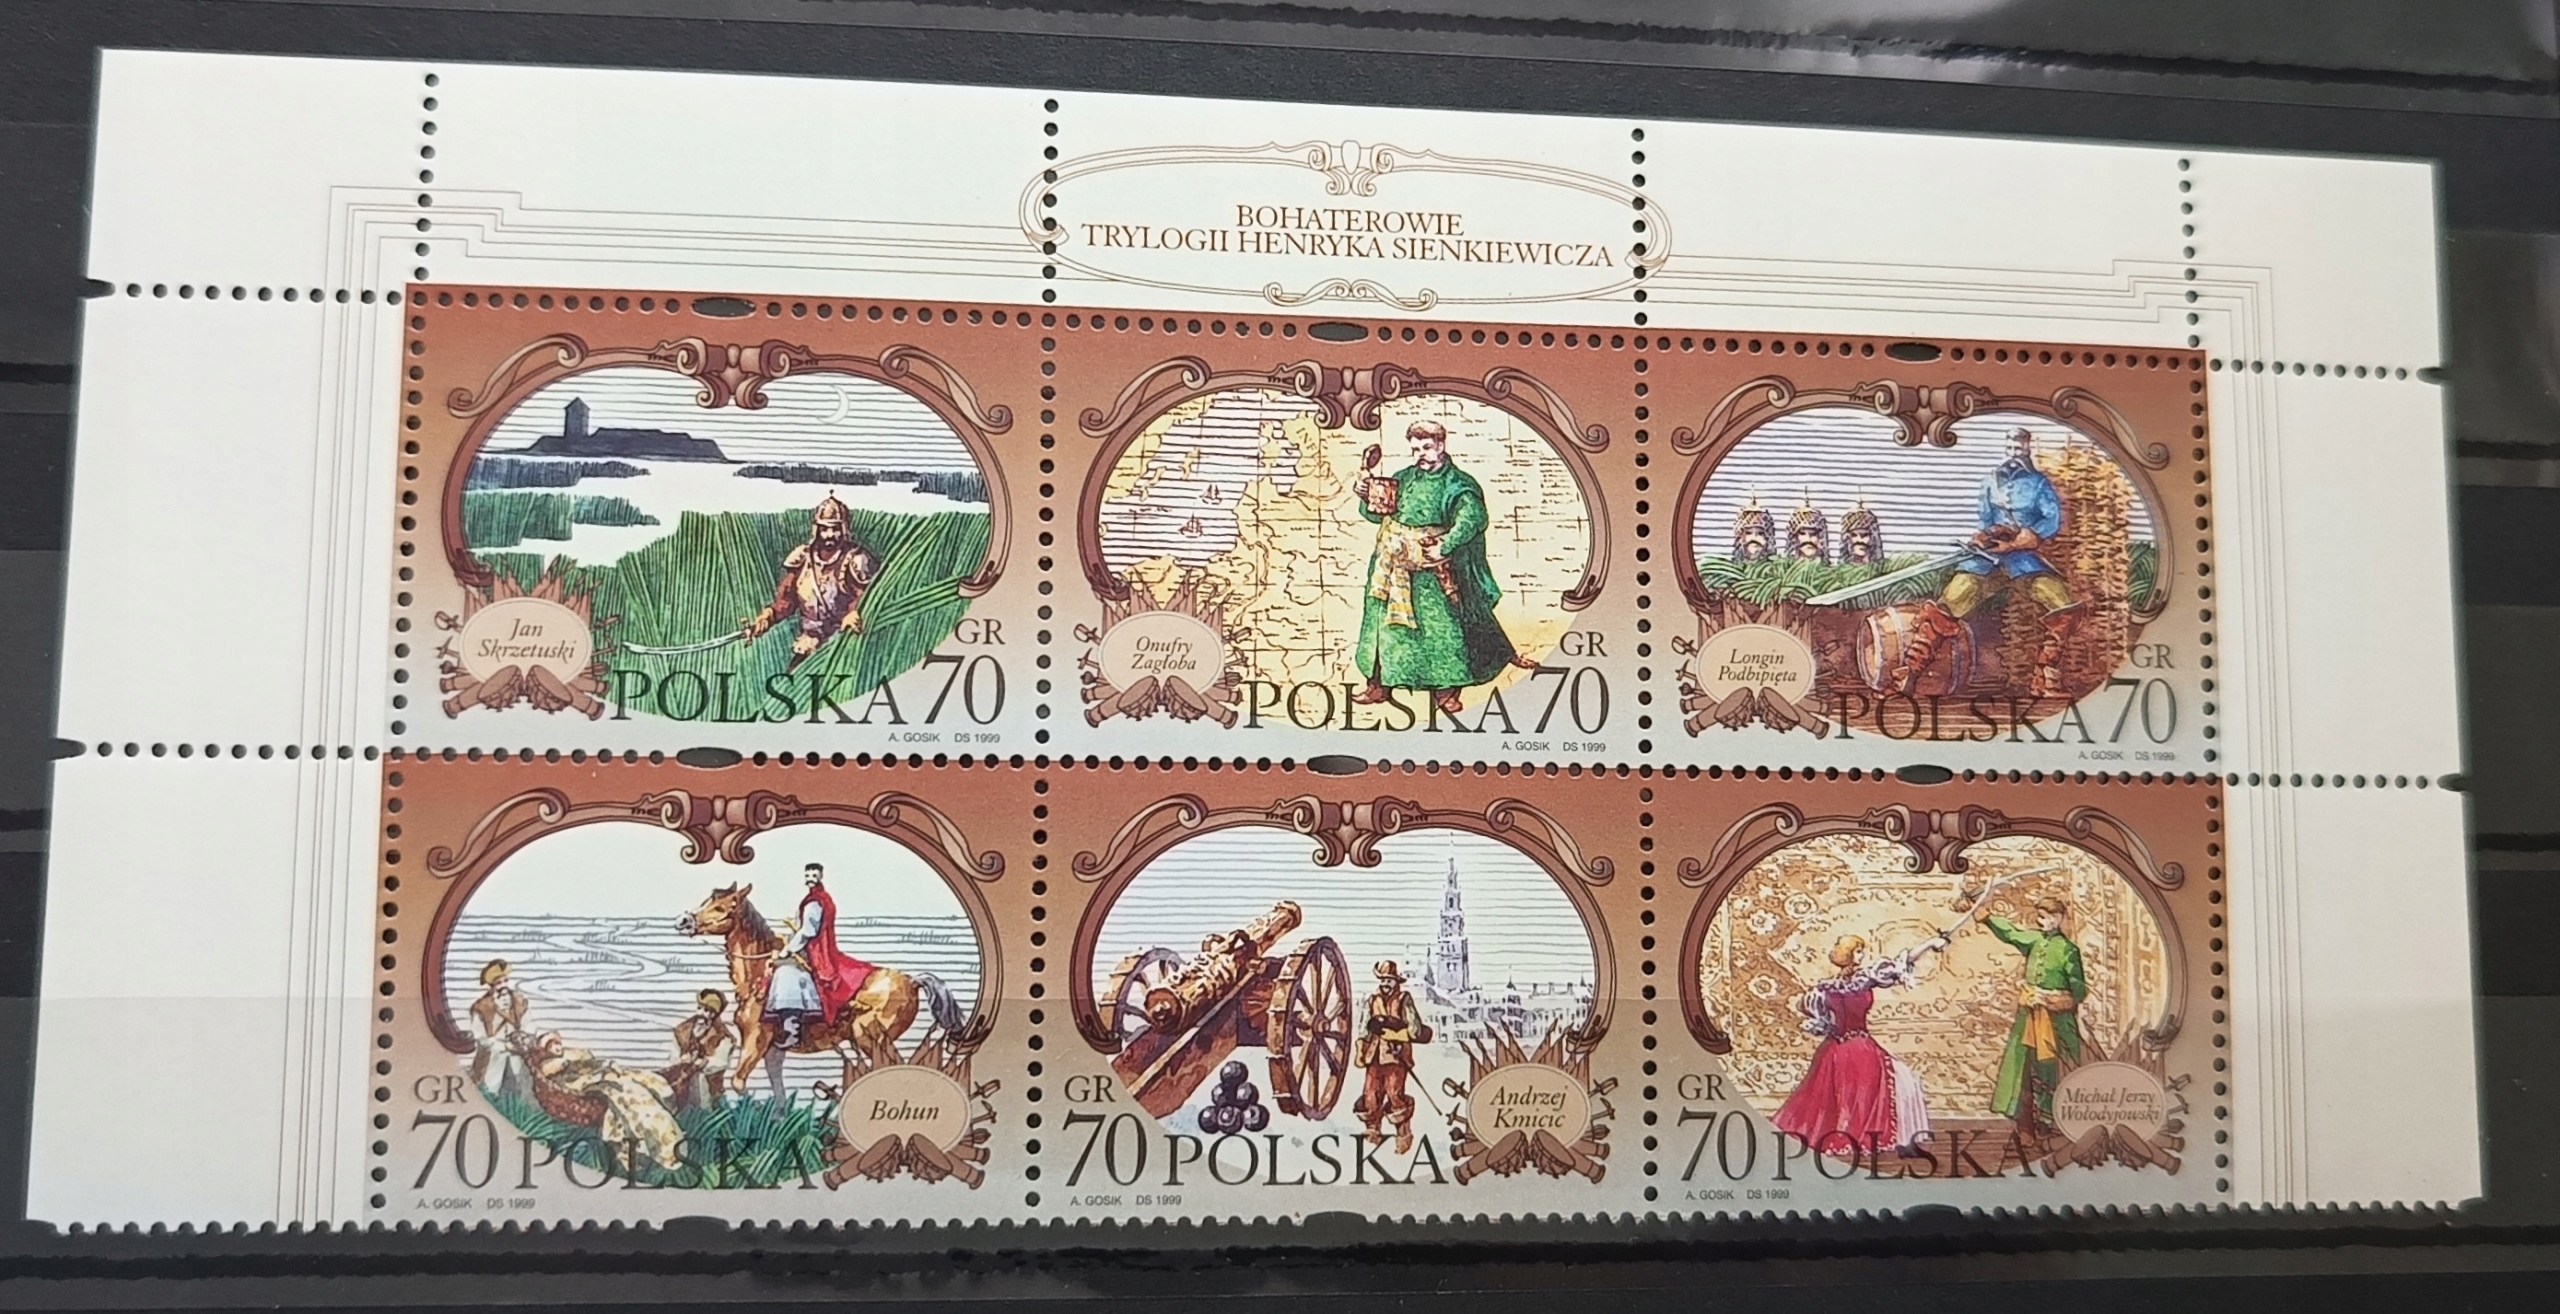 BOHATEROWIE
TRYLOGII HENRYKA SIENKIEWICZA
Jan
Skrzetuski
POLSKA
GR
70
A. GOSIK DS 1999
Onufry
Zagłoba
POLSKA
GR
70
A. GOSIK DS 1999
Longin
Podbipięta
POLSKA
GR
70
A. GOSIK DS 1999
GR
70 POLSKA
Bohun
A. GOSIK DS 1999
GR
70 POLSKA
Andrzej
Kmicic
A. GOSIK DS 1999
GR
70 POLSKA
Michał Jerzy
Wołodyjowski
A. GOSIK DS 1999